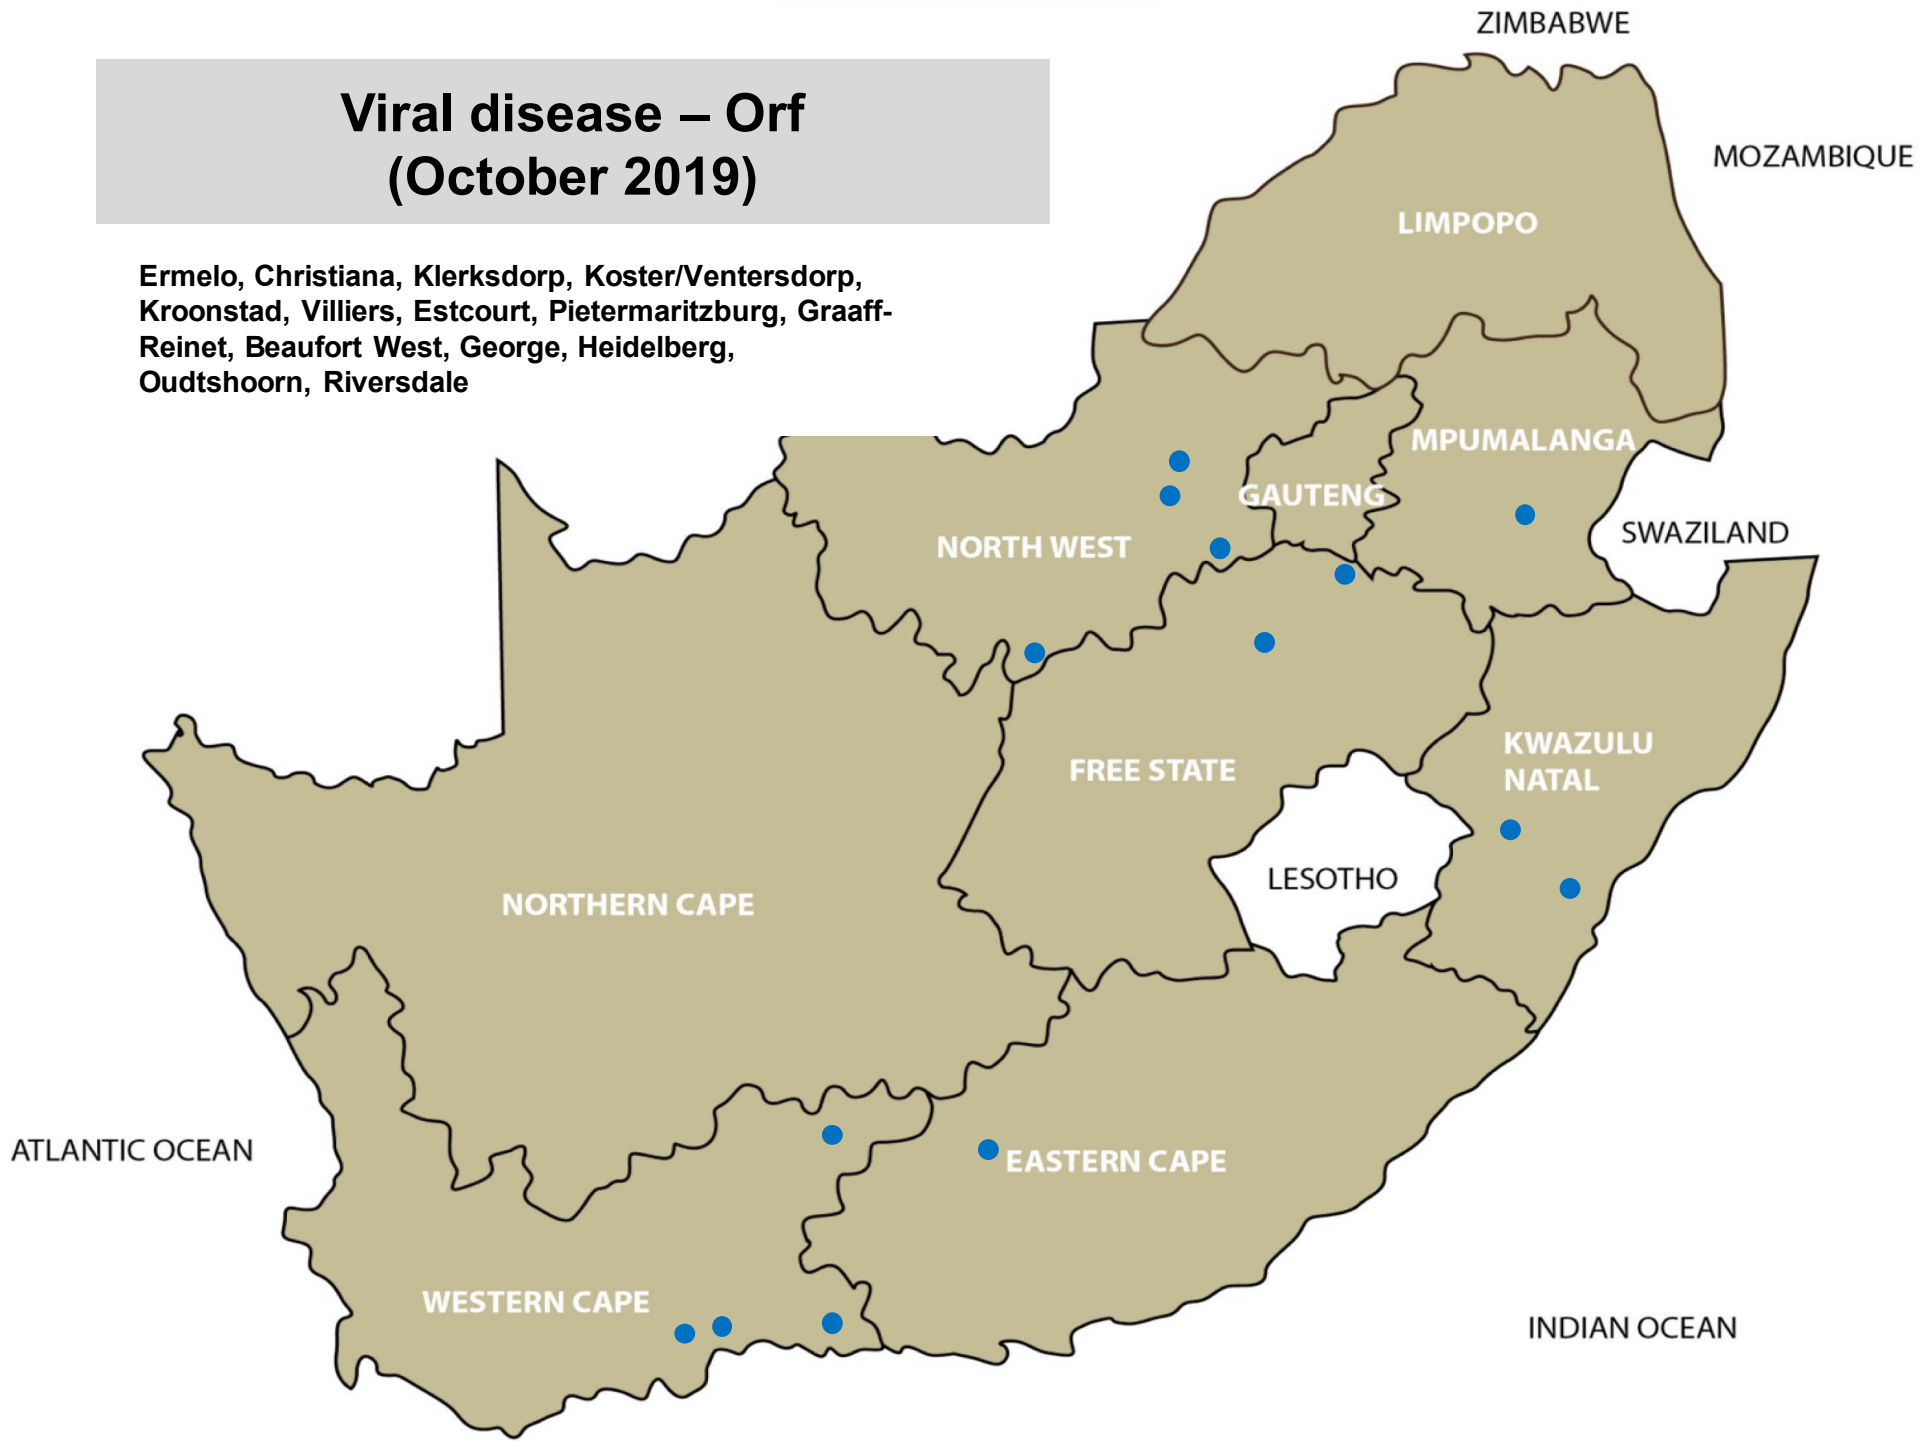 ZIMBABWE
Viral disease – Orf
(October 2019)
MOZAMBIQUE
LIMPOPO
Ermelo, Christiana, Klerksdorp, Koster/Ventersdorp,
Kroonstad, Villiers, Estcourt, Pietermaritzburg, Graaff-
Reinet, Beaufort West, George, Heidelberg,
Oudtshoorn, Riversdale
MPUMALANGA
GAUTENG
SWAZILAND
NORTH WEST
KWAZULU
NATAL
FREE STATE
LESOTHO
NORTHERN CAPE
ATLANTIC OCEAN
EASTERN CAPE
WESTERN CAPE
INDIAN OCEAN